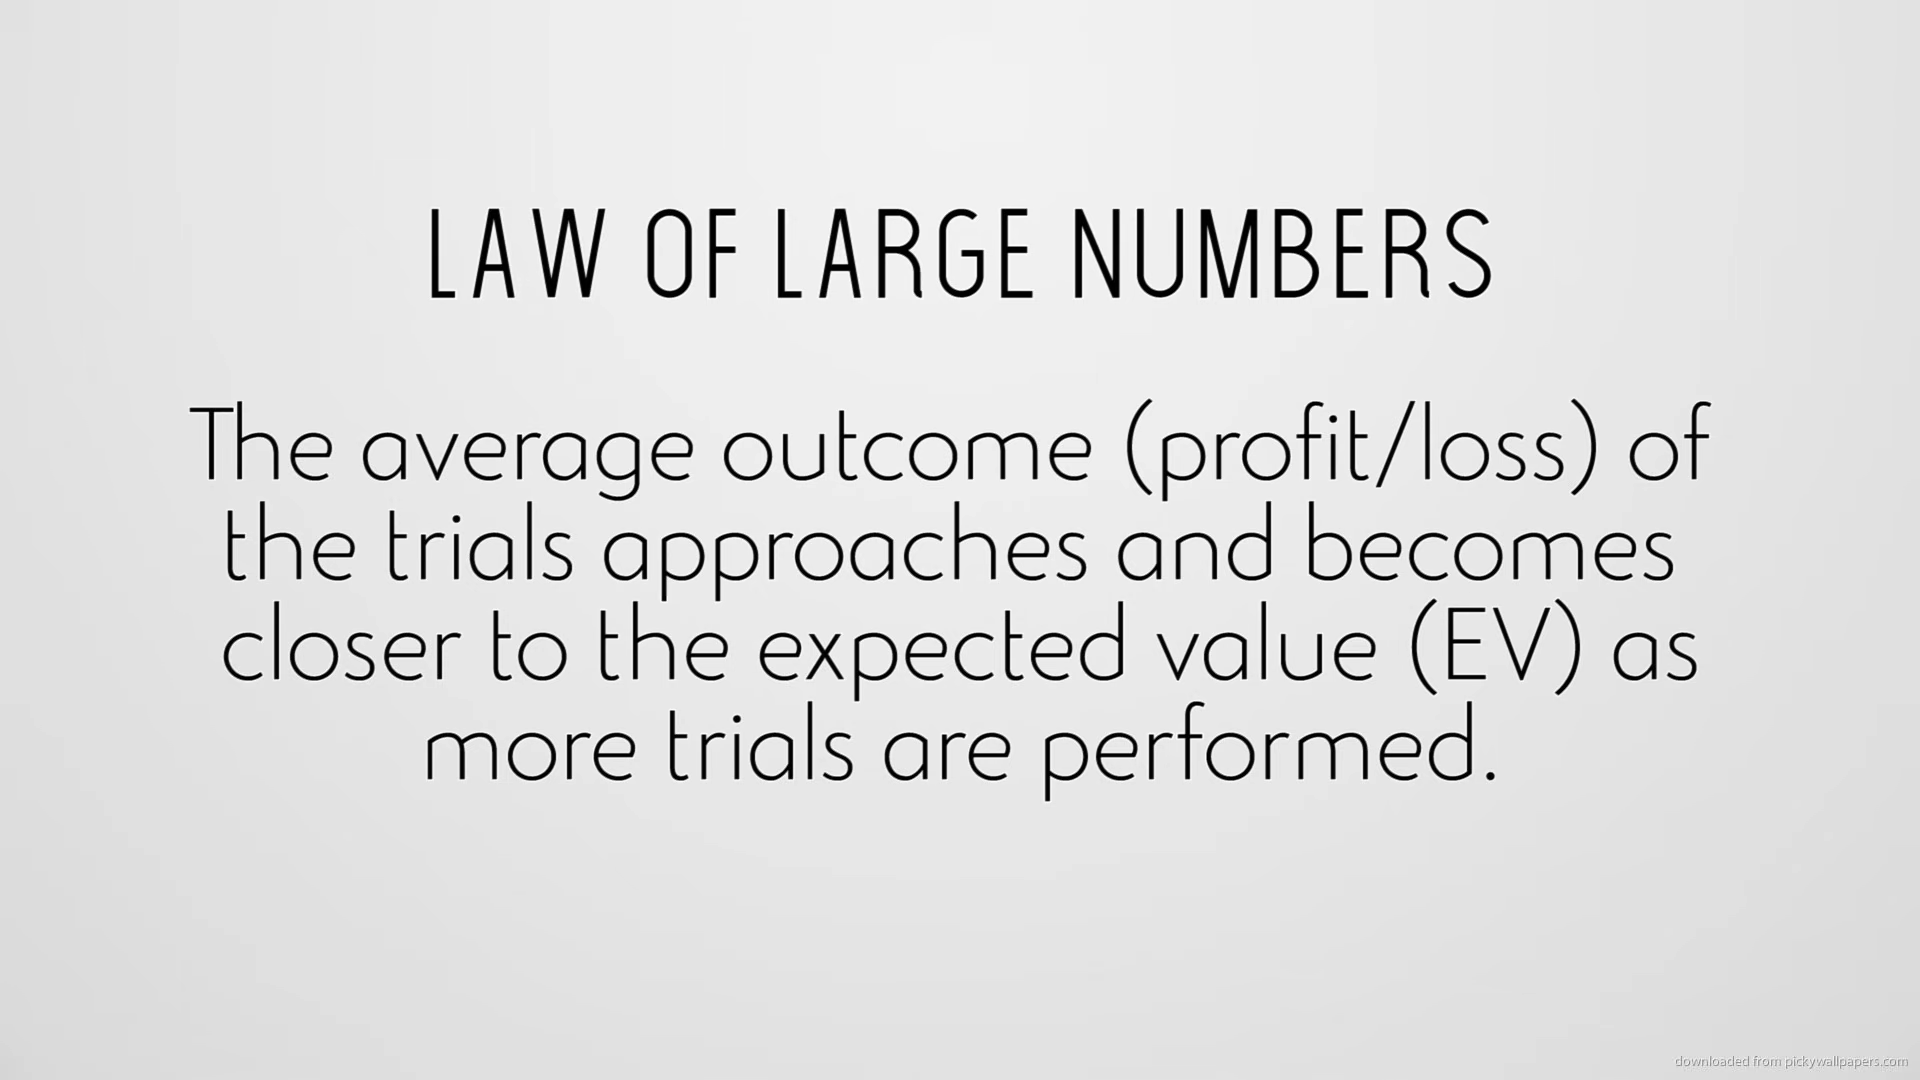 LAW OF LARGE NUMBERS
The average outcome (profit/loss) of
the trials approaches and becomes
closer to the expected value (EV) as
more trials are performed.
downloaded from pickywallpapers.com